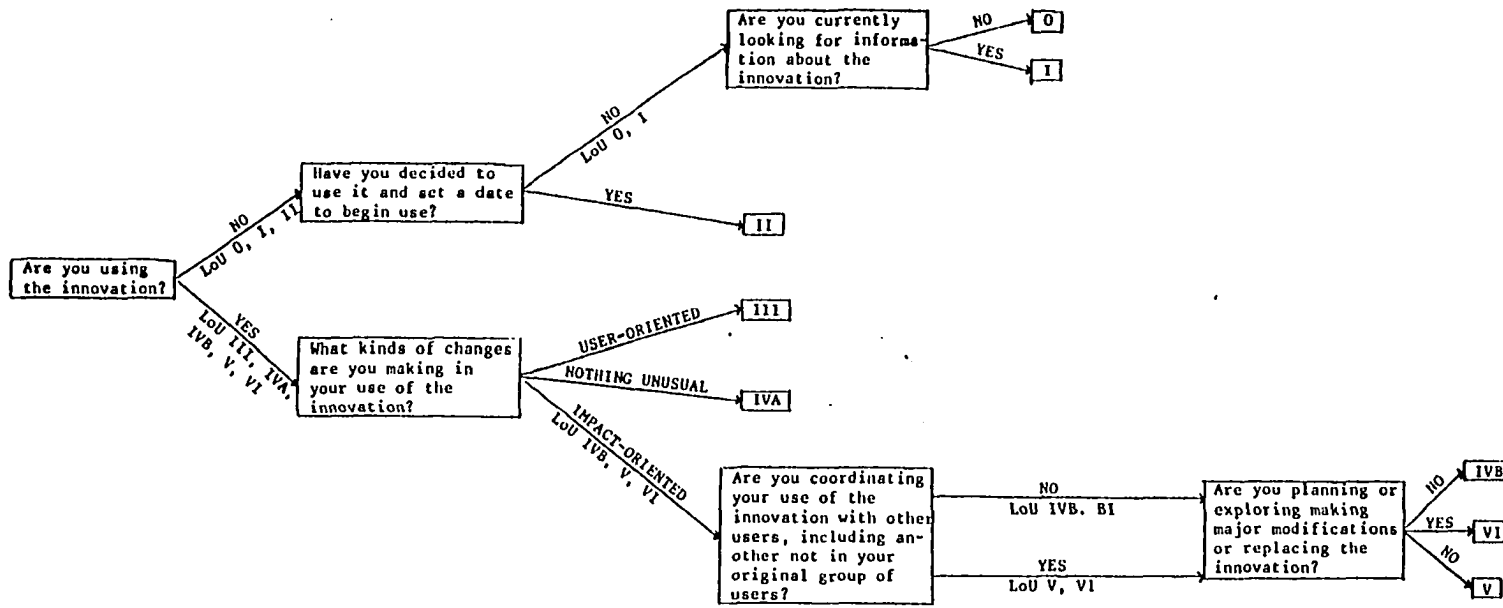 Are you currently
looking for informa-
tion about the
innovation?
NO
O
YES
I
NO
LoU O, I
Have you decided to
use it and set a date
to begin use?
YES
II
NO
LoU O, I, II
Are you using
the innovation?
YES
LoU III, IVA,
IVB, V, VI
What kinds of changes
are you making in
your use of the
innovation?
USER-ORIENTED
III
NOTHING UNUSUAL
IVA
IMPACT-ORIENTED
LoU IVB, V, VI
Are you coordinating
your use of the
innovation with other
users, including an-
other not in your
original group of
users?
NO
LoU IVB. BI
YES
LoU V, VI
Are you planning or
exploring making
major modifications
or replacing the
innovation?
NO
IVB
YES
VI
NO
V